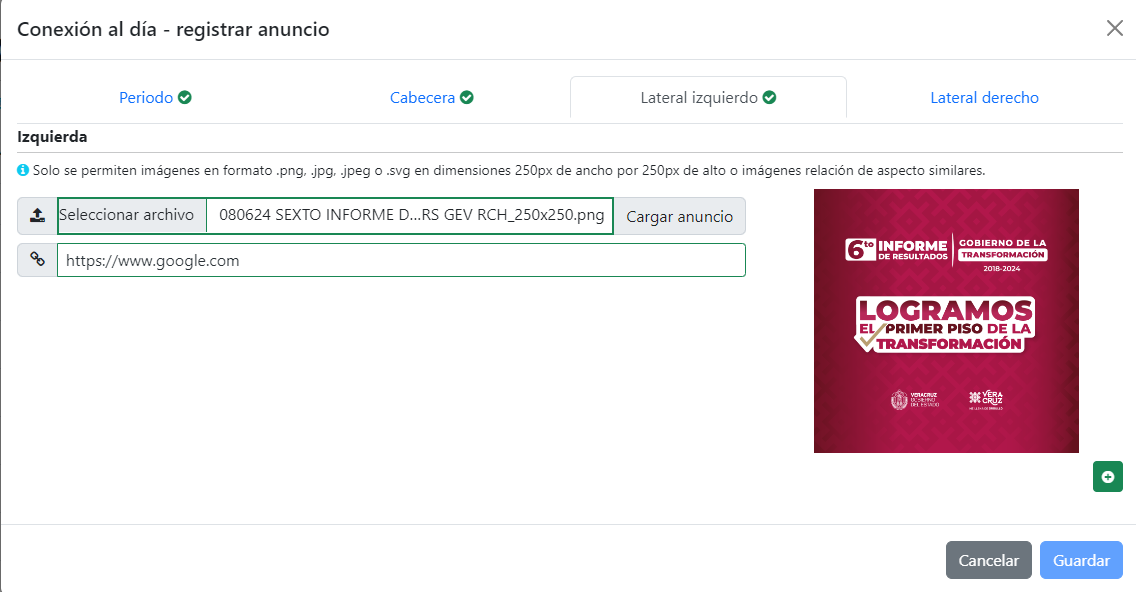 Conexión al día - registrar anuncio
Periodo
Cabecera
Lateral izquierdo
Lateral derecho
Izquierda
Solo se permiten imágenes en formato .png, .jpg, .jpeg o .svg en dimensiones 250px de ancho por 250px de alto o imágenes relación de aspecto similares.
Seleccionar archivo 080624 SEXTO INFORME D...RS GEV RCH_250x250.png Cargar anuncio
https://www.google.com
6to INFORME DE RESULTADOS
GOBIERNO DE LA TRANSFORMACIÓN
2018-2024
LOGRAMOS
EL PRIMER PISO DE LA
TRANSFORMACIÓN
VERACRUZ
GOBIERNO
DEL ESTADO
VERA
CRUZ
Cancelar
Guardar